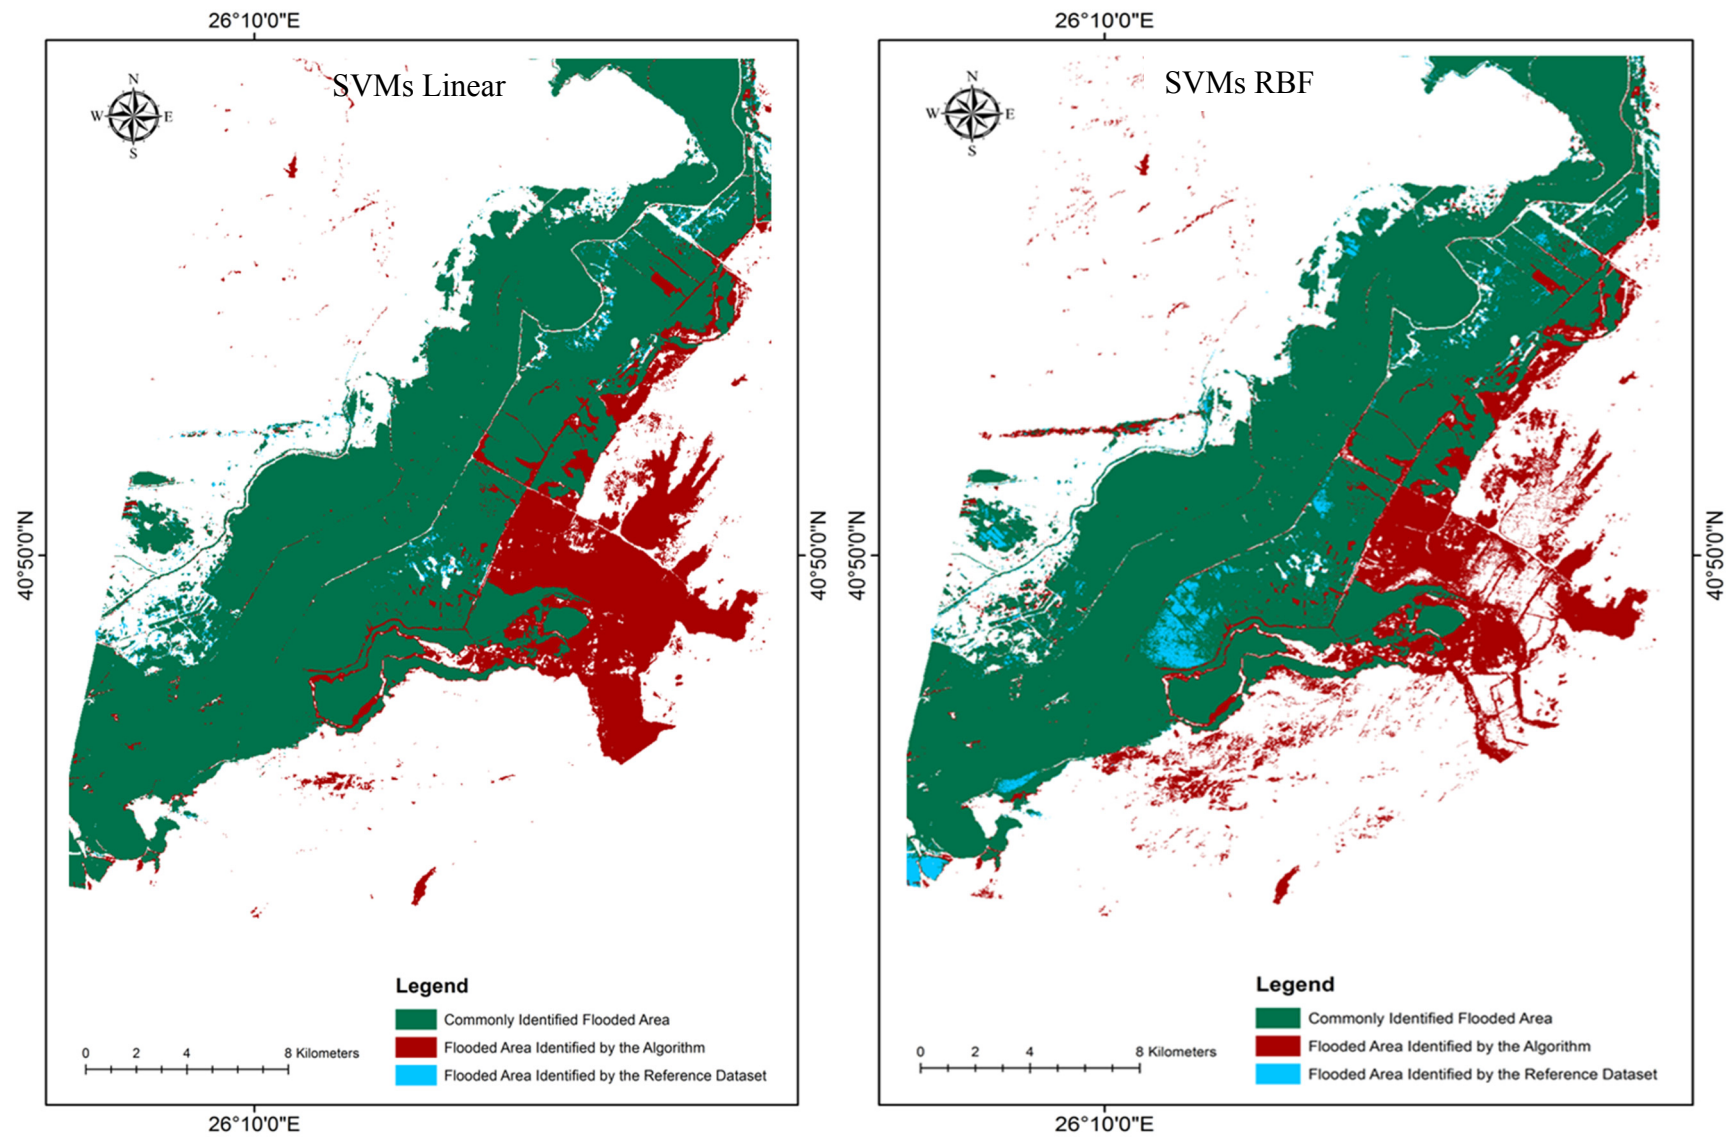 26°10'0"E
26°10'0"E
SVMs Linear
SVMs RBF
N
W E
S
N
W E
S
40°50'0"N
40°50'0"N
40°50'0"N
Legend
Commonly Identified Flooded Area
Flooded Area Identified by the Algorithm
Flooded Area Identified by the Reference Dataset
0 2 4 8 Kilometers
Legend
Commonly Identified Flooded Area
Flooded Area Identified by the Algorithm
Flooded Area Identified by the Reference Dataset
0 2 4 8 Kilometers
26°10'0"E
26°10'0"E